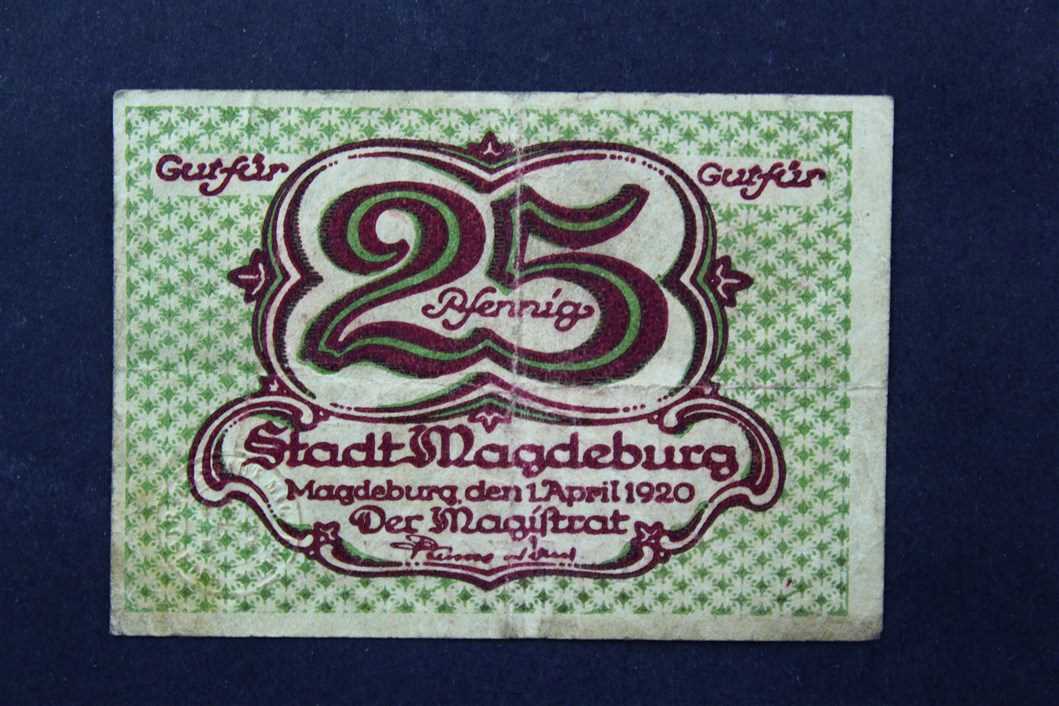 Gut für
Gut für
25
Pfennig
Stadt Magdeburg
Magdeburg, den 1. April 1920
Der Magiſtrat